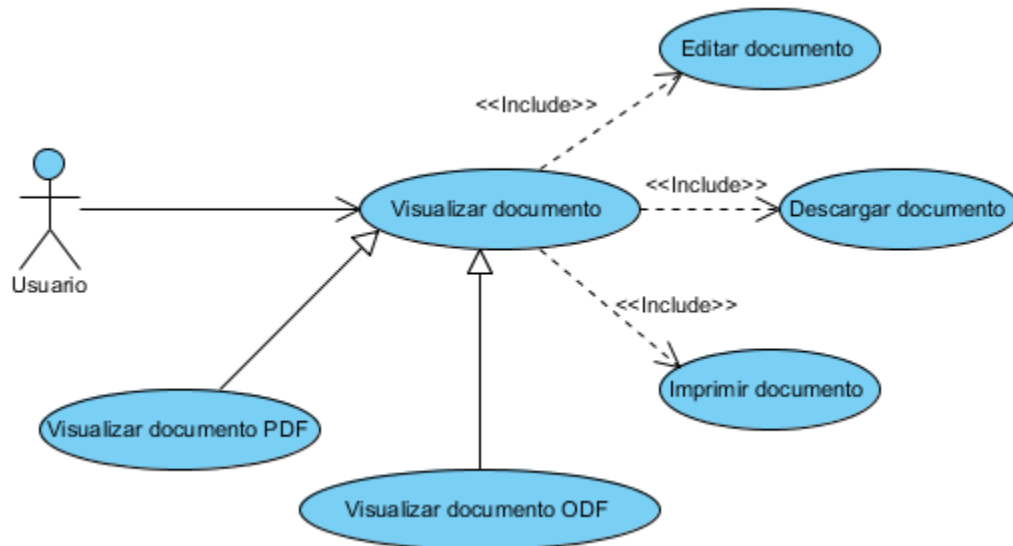 Editar documento
<<Include>>
Visualizar documento
<<Include>>
Descargar documento
Usuario
<<Include>>
Imprimir documento
Visualizar documento PDF
Visualizar documento ODF